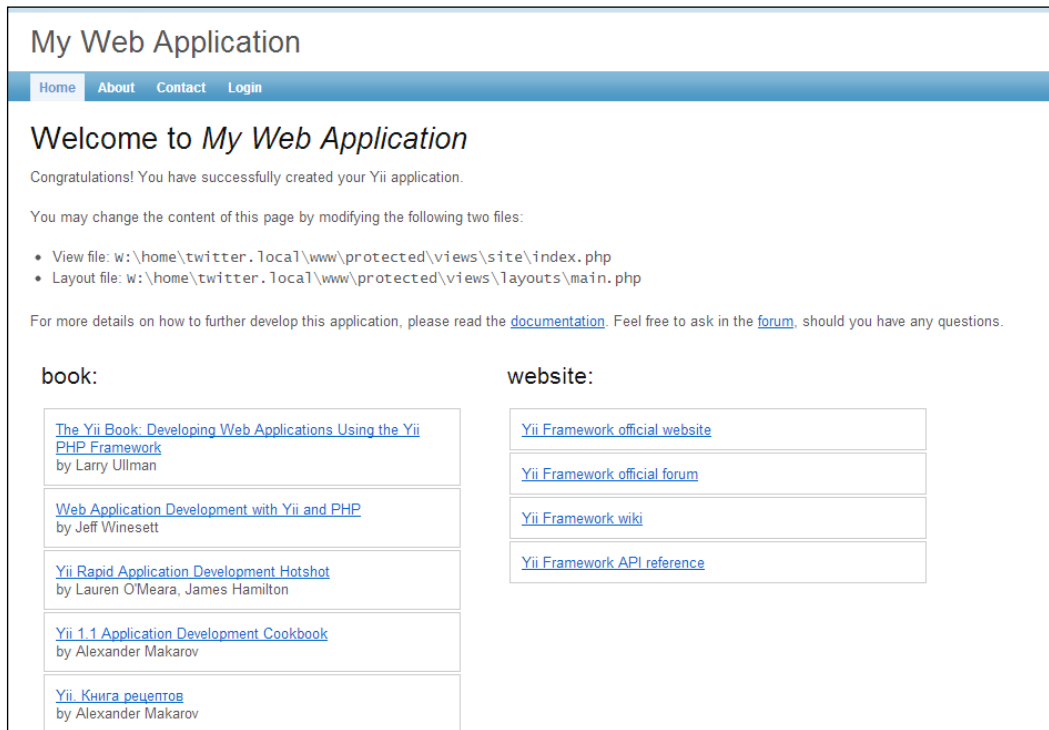 My Web Application
Home About Contact Login
Welcome to My Web Application
Congratulations! You have successfully created your Yii application.
You may change the content of this page by modifying the following two files:
• View file: W:\home\twitter.local\www\protected\views\site\index.php
• Layout file: W:\home\twitter.local\www\protected\views\layouts\main.php
For more details on how to further develop this application, please read the documentation. Feel free to ask in the forum, should you have any questions.
book:
The Yii Book: Developing Web Applications Using the Yii
PHP Framework
by Larry Ullman
Web Application Development with Yii and PHP
by Jeff Winesett
Yii Rapid Application Development Hotshot
by Lauren O'Meara, James Hamilton
Yii 1.1 Application Development Cookbook
by Alexander Makarov
Yii. Книга рецептов
by Alexander Makarov
website:
Yii Framework official website
Yii Framework official forum
Yii Framework wiki
Yii Framework API reference